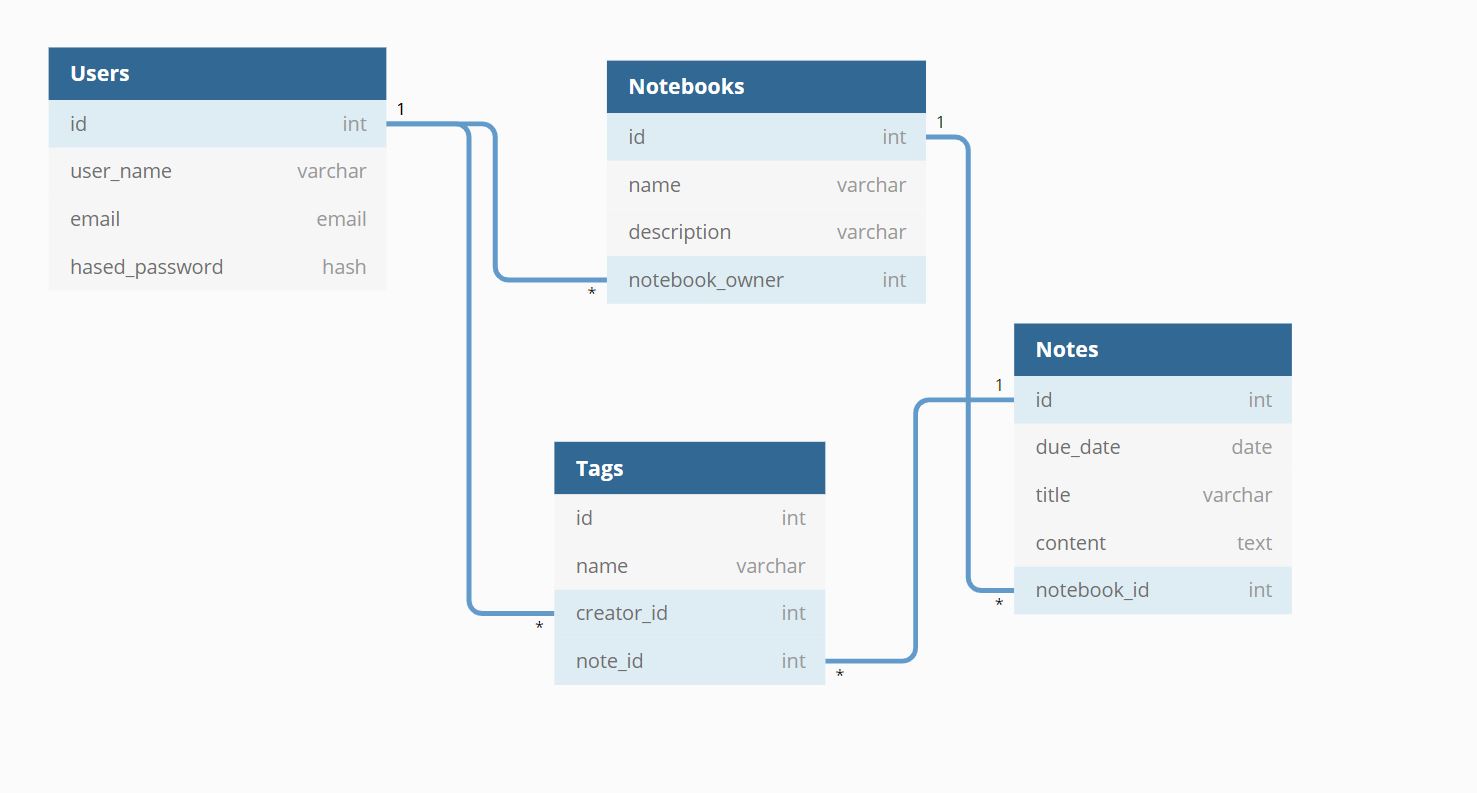 Users
id int
user_name varchar
email email
hased_password hash
1
*
*
Notebooks
id int
name varchar
description varchar
notebook_owner int
1
*
Tags
id int
name varchar
creator_id int
note_id int
*
1
Notes
id int
due_date date
title varchar
content text
notebook_id int